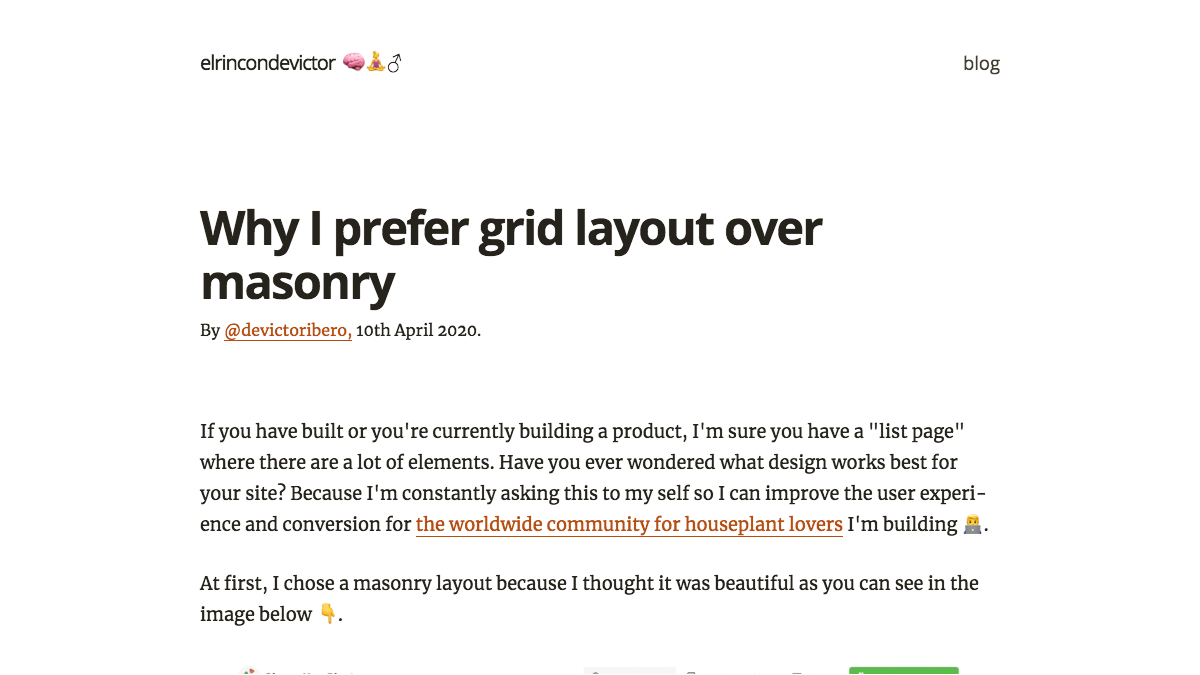 elrincondevictor 🧠🧘‍♂
blog
Why I prefer grid layout over
masonry
By @devictoribero, 10th April 2020.
If you have built or you're currently building a product, I'm sure you have a "list page"
where there are a lot of elements. Have you ever wondered what design works best for
your site? Because I'm constantly asking this to my self so I can improve the user experi-
ence and conversion for the worldwide community for houseplant lovers I'm building 👨‍💻.
At first, I chose a masonry layout because I thought it was beautiful as you can see in the
image below 👇.